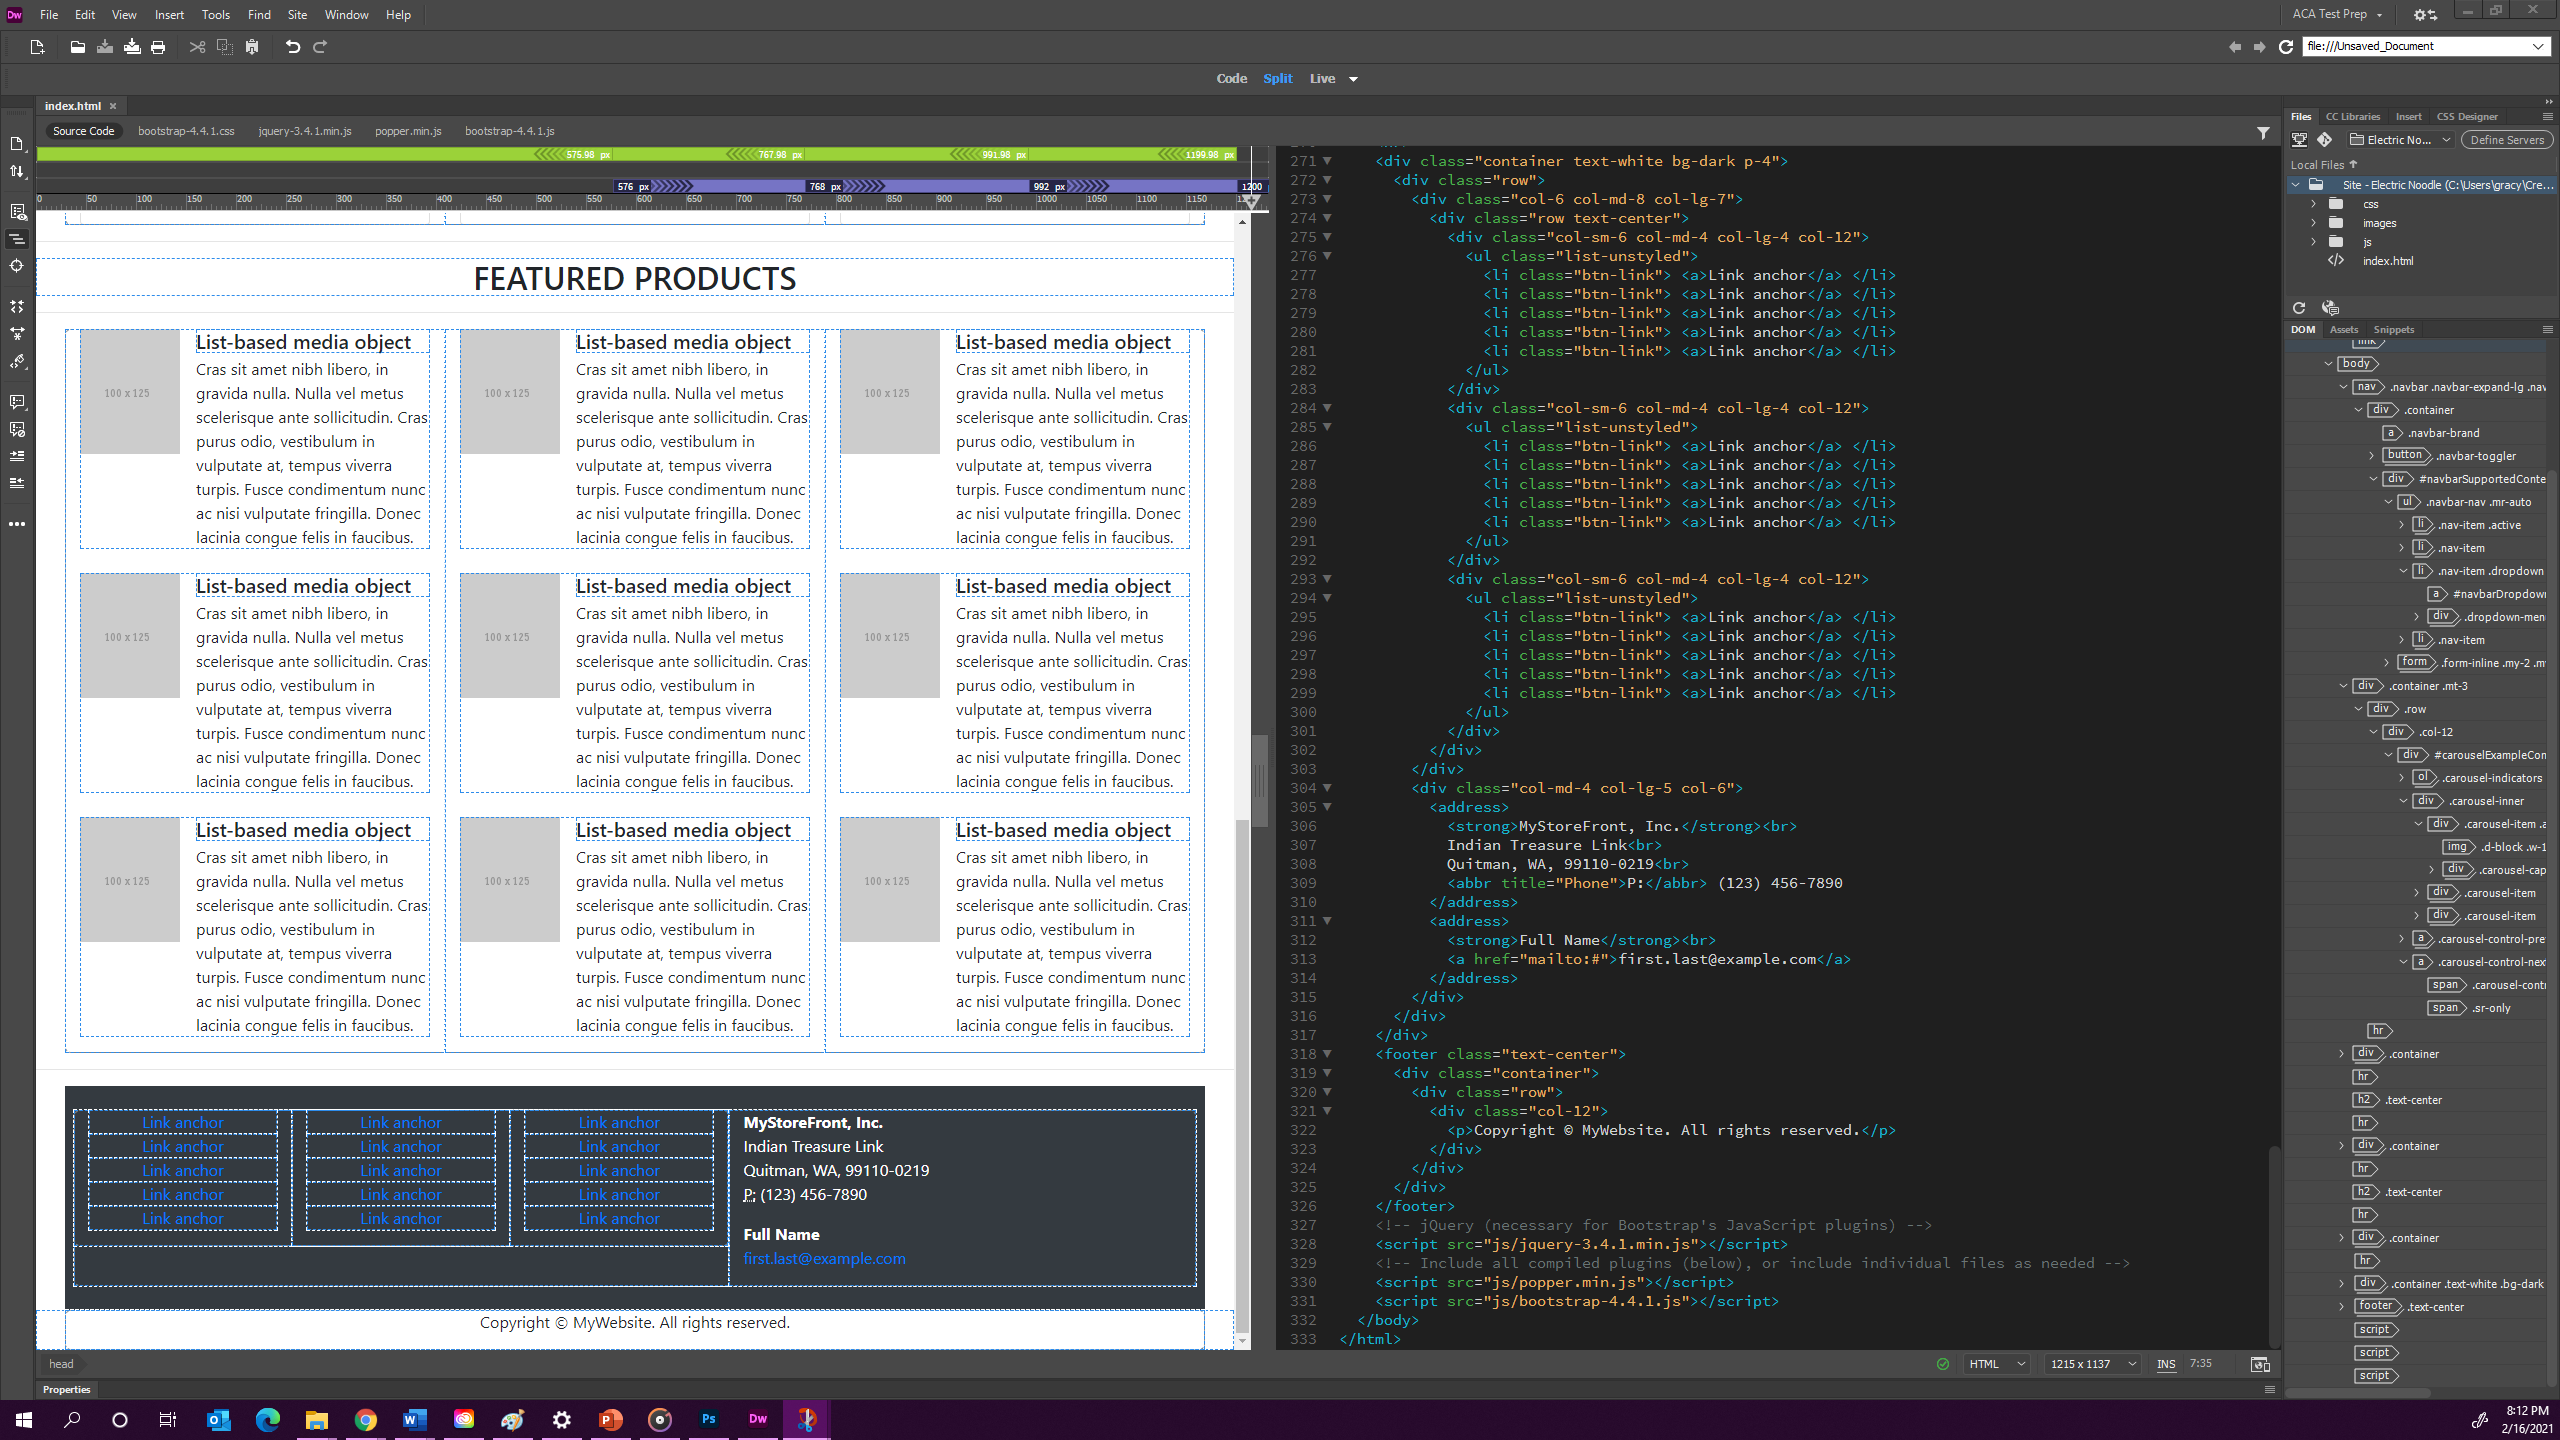 Dw File Edit View Insert Tools Find Site Window Help
ACA Test Prep
file:///Unsaved_Document
Code Split Live
index.html
Source Code bootstrap-4.4.1.css jquery-3.4.1.min.js popper.min.js bootstrap-4.4.1.js
575.98 px 767.98 px 991.98 px 1199.98 px
576 px 768 px 992 px 1200
0 50 100 150 200 250 300 350 400 450 500 550 600 650 700 750 800 850 900 950 1000 1050 1100 1150
FEATURED PRODUCTS
100 x 125
List-based media object
Cras sit amet nibh libero, in
gravida nulla. Nulla vel metus
scelerisque ante sollicitudin. Cras
purus odio, vestibulum in
vulputate at, tempus viverra
turpis. Fusce condimentum nunc
ac nisi vulputate fringilla. Donec
lacinia congue felis in faucibus.
100 x 125
List-based media object
Cras sit amet nibh libero, in
gravida nulla. Nulla vel metus
scelerisque ante sollicitudin. Cras
purus odio, vestibulum in
vulputate at, tempus viverra
turpis. Fusce condimentum nunc
ac nisi vulputate fringilla. Donec
lacinia congue felis in faucibus.
100 x 125
List-based media object
Cras sit amet nibh libero, in
gravida nulla. Nulla vel metus
scelerisque ante sollicitudin. Cras
purus odio, vestibulum in
vulputate at, tempus viverra
turpis. Fusce condimentum nunc
ac nisi vulputate fringilla. Donec
lacinia congue felis in faucibus.
100 x 125
List-based media object
Cras sit amet nibh libero, in
gravida nulla. Nulla vel metus
scelerisque ante sollicitudin. Cras
purus odio, vestibulum in
vulputate at, tempus viverra
turpis. Fusce condimentum nunc
ac nisi vulputate fringilla. Donec
lacinia congue felis in faucibus.
100 x 125
List-based media object
Cras sit amet nibh libero, in
gravida nulla. Nulla vel metus
scelerisque ante sollicitudin. Cras
purus odio, vestibulum in
vulputate at, tempus viverra
turpis. Fusce condimentum nunc
ac nisi vulputate fringilla. Donec
lacinia congue felis in faucibus.
100 x 125
List-based media object
Cras sit amet nibh libero, in
gravida nulla. Nulla vel metus
scelerisque ante sollicitudin. Cras
purus odio, vestibulum in
vulputate at, tempus viverra
turpis. Fusce condimentum nunc
ac nisi vulputate fringilla. Donec
lacinia congue felis in faucibus.
100 x 125
List-based media object
Cras sit amet nibh libero, in
gravida nulla. Nulla vel metus
scelerisque ante sollicitudin. Cras
purus odio, vestibulum in
vulputate at, tempus viverra
turpis. Fusce condimentum nunc
ac nisi vulputate fringilla. Donec
lacinia congue felis in faucibus.
100 x 125
List-based media object
Cras sit amet nibh libero, in
gravida nulla. Nulla vel metus
scelerisque ante sollicitudin. Cras
purus odio, vestibulum in
vulputate at, tempus viverra
turpis. Fusce condimentum nunc
ac nisi vulputate fringilla. Donec
lacinia congue felis in faucibus.
100 x 125
List-based media object
Cras sit amet nibh libero, in
gravida nulla. Nulla vel metus
scelerisque ante sollicitudin. Cras
purus odio, vestibulum in
vulputate at, tempus viverra
turpis. Fusce condimentum nunc
ac nisi vulputate fringilla. Donec
lacinia congue felis in faucibus.
Link anchor Link anchor Link anchor
Link anchor Link anchor Link anchor
Link anchor Link anchor Link anchor
Link anchor Link anchor Link anchor
Link anchor Link anchor Link anchor
MyStoreFront, Inc.
Indian Treasure Link
Quitman, WA, 99110-0219
P: (123) 456-7890
Full Name
first.last@example.com
Copyright © MyWebsite. All rights reserved.
271 <div class="container text-white bg-dark p-4">
272 <div class="row">
273 <div class="col-6 col-md-8 col-lg-7">
274 <div class="row text-center">
275 <div class="col-sm-6 col-md-4 col-lg-4 col-12">
276 <ul class="list-unstyled">
277 <li class="btn-link"> <a>Link anchor</a> </li>
278 <li class="btn-link"> <a>Link anchor</a> </li>
279 <li class="btn-link"> <a>Link anchor</a> </li>
280 <li class="btn-link"> <a>Link anchor</a> </li>
281 <li class="btn-link"> <a>Link anchor</a> </li>
282 </ul>
283 </div>
284 <div class="col-sm-6 col-md-4 col-lg-4 col-12">
285 <ul class="list-unstyled">
286 <li class="btn-link"> <a>Link anchor</a> </li>
287 <li class="btn-link"> <a>Link anchor</a> </li>
288 <li class="btn-link"> <a>Link anchor</a> </li>
289 <li class="btn-link"> <a>Link anchor</a> </li>
290 <li class="btn-link"> <a>Link anchor</a> </li>
291 </ul>
292 </div>
293 <div class="col-sm-6 col-md-4 col-lg-4 col-12">
294 <ul class="list-unstyled">
295 <li class="btn-link"> <a>Link anchor</a> </li>
296 <li class="btn-link"> <a>Link anchor</a> </li>
297 <li class="btn-link"> <a>Link anchor</a> </li>
298 <li class="btn-link"> <a>Link anchor</a> </li>
299 <li class="btn-link"> <a>Link anchor</a> </li>
300 </ul>
301 </div>
302 </div>
303 </div>
304 <div class="col-md-4 col-lg-5 col-6">
305 <address>
306 <strong>MyStoreFront, Inc.</strong><br>
307 Indian Treasure Link<br>
308 Quitman, WA, 99110-0219<br>
309 <abbr title="Phone">P:</abbr> (123) 456-7890
310 </address>
311 <address>
312 <strong>Full Name</strong><br>
313 <a href="mailto:#">first.last@example.com</a>
314 </address>
315 </div>
316 </div>
317 </div>
318 <footer class="text-center">
319 <div class="container">
320 <div class="row">
321 <div class="col-12">
322 <p>Copyright © MyWebsite. All rights reserved.</p>
323 </div>
324 </div>
325 </div>
326 </footer>
327 <!-- jQuery (necessary for Bootstrap's JavaScript plugins) -->
328 <script src="js/jquery-3.4.1.min.js"></script>
329 <!-- Include all compiled plugins (below), or include individual files as needed -->
330 <script src="js/popper.min.js"></script>
331 <script src="js/bootstrap-4.4.1.js"></script>
332 </body>
333 </html>
Files CC Libraries Insert CSS Designer
Electric No... Define Servers
Local Files
Site - Electric Noodle (C:\Users\gracy\Cre...
css
images
js
index.html
DOM Assets Snippets
link
body
nav .navbar .navbar-expand-lg .nav
div .container
a .navbar-brand
button .navbar-toggler
div #navbarSupportedConte
ul .navbar-nav .mr-auto
li .nav-item .active
li .nav-item
li .nav-item .dropdown
a #navbarDropdown
div .dropdown-men
li .nav-item
form .form-inline .my-2 .m
div .container .mt-3
div .row
div .col-12
div #carouselExampleCon
ol .carousel-indicators
div .carousel-inner
div .carousel-item .a
img .d-block .w-1
div .carousel-cap
div .carousel-item
div .carousel-item
a .carousel-control-pre
a .carousel-control-nex
span .carousel-cont
span .sr-only
hr
div .container
hr
h2 .text-center
hr
div .container
hr
h2 .text-center
hr
div .container
hr
div .container .text-white .bg-dark
footer .text-center
script
script
script
head
HTML 1215 x 1137 INS 7:35
Properties
Ps Dw
8:12 PM
2/16/2021